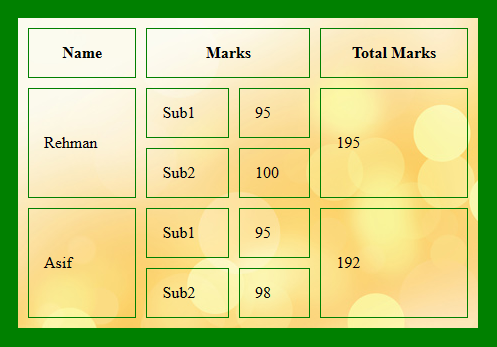 Name Marks Total Marks
Sub1 95
Rehman 195
Sub2 100
Sub1 95
Asif 192
Sub2 98